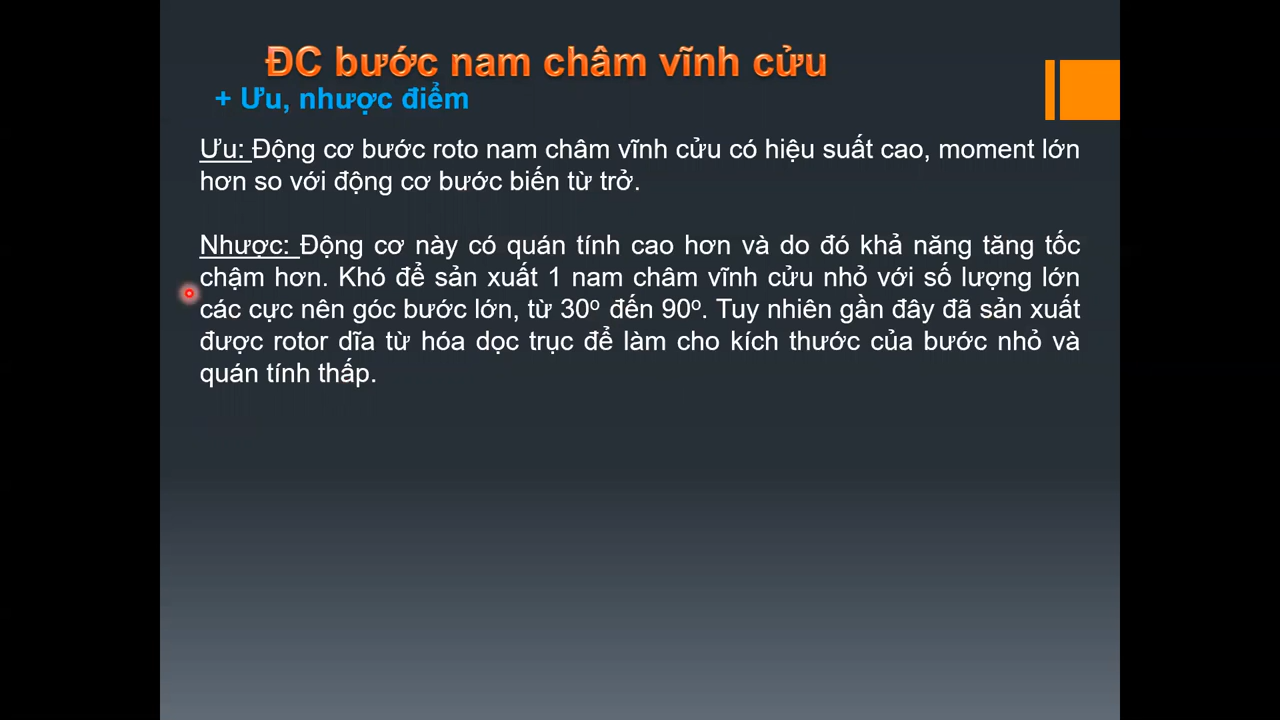 ĐC bước nam châm vĩnh cửu
+ Ưu, nhược điểm
Ưu: Động cơ bước roto nam châm vĩnh cửu có hiệu suất cao, moment lớn
hơn so với động cơ bước biến từ trở.
Nhược: Động cơ này có quán tính cao hơn và do đó khả năng tăng tốc
chậm hơn. Khó để sản xuất 1 nam châm vĩnh cửu nhỏ với số lượng lớn
các cực nên góc bước lớn, từ 30º đến 90º. Tuy nhiên gần đây đã sản xuất
được rotor dĩa từ hóa dọc trục để làm cho kích thước của bước nhỏ và
quán tính thấp.